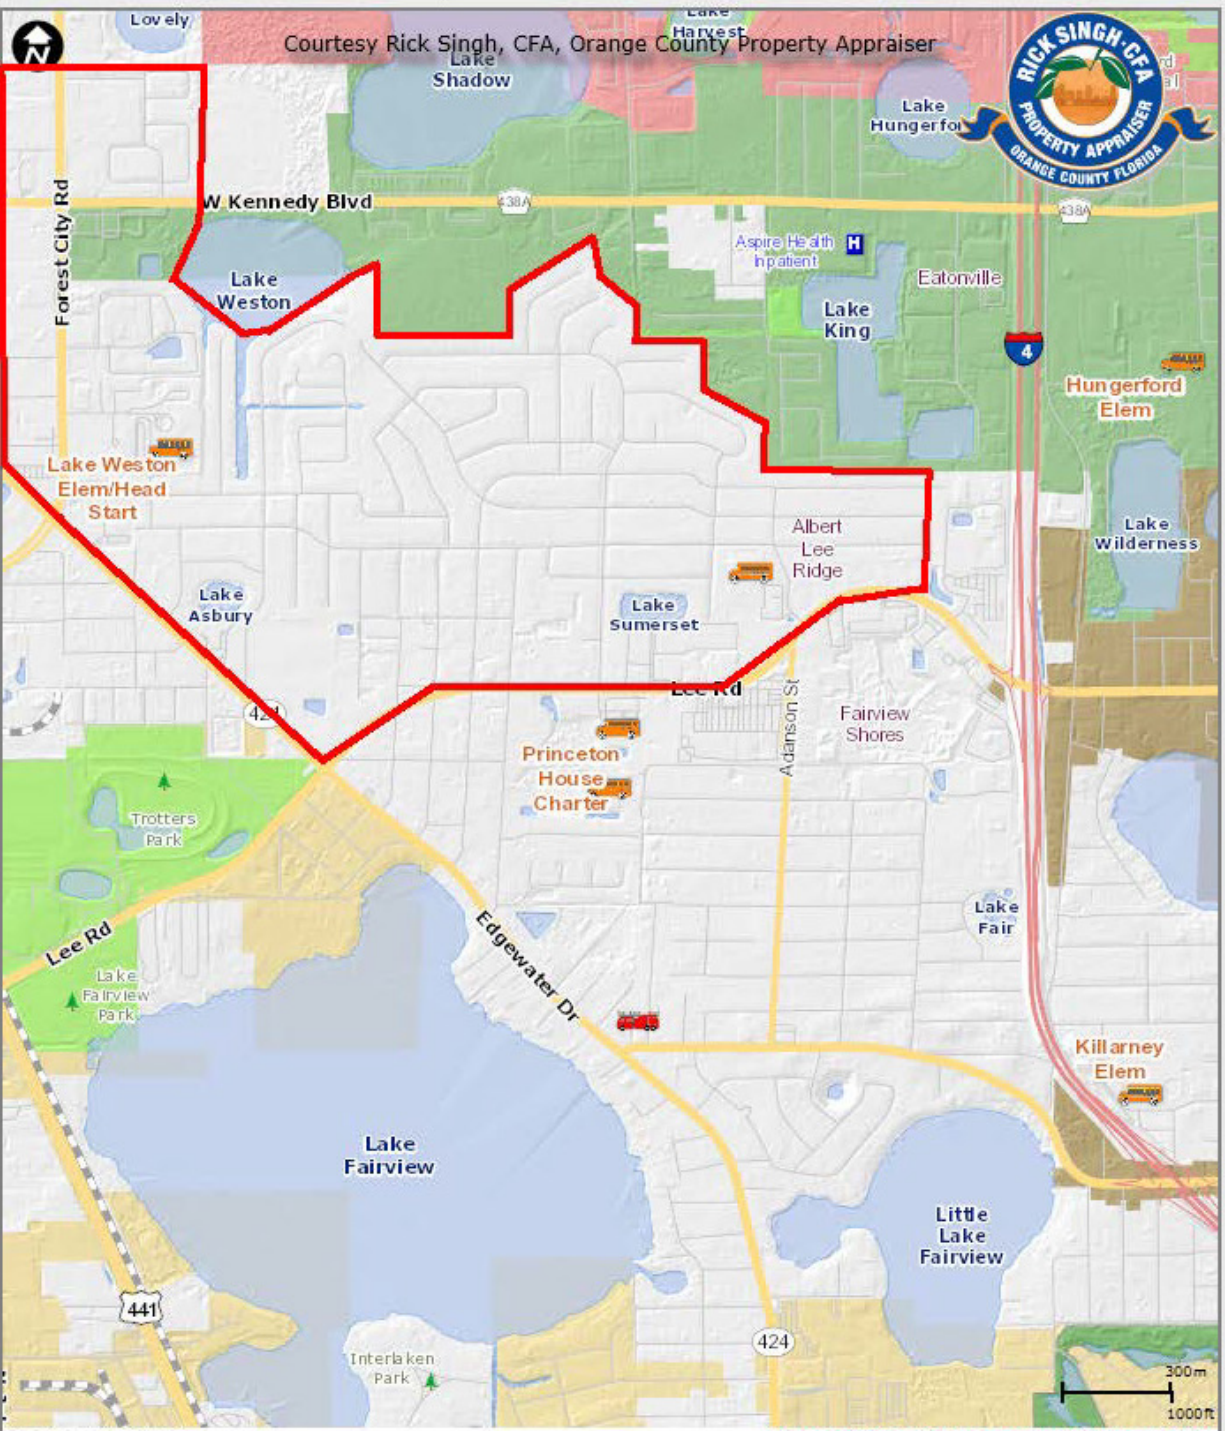 Lovely
Lake
Harvest
Courtesy Rick Singh, CFA, Orange County Property Appraiser
N
Lake
Shadow
RICK SINGH·CFA
PROPERTY APPRAISER
ORANGE COUNTY FLORIDA
Lake
Hungerfo
W Kennedy Blvd
438A
438A
Forest City Rd
Aspire Health
Inpatient
H
Eatonville
Lake
Weston
Lake
King
4
Hungerford
Elem
Lake Weston
Elem/Head
Start
Albert
Lee
Ridge
Lake
Wilderness
Lake
Asbury
Lake
Sumerset
Lee Rd
424
Adanson St
Fairview
Shores
Princeton
House
Charter
Trotters
Park
Lee Rd
Edgewater Dr
Lake
Fair
Lake
Fairview
Park
Killarney
Elem
Lake
Fairview
Little
Lake
Fairview
441
424
Interlaken
Park
300m
1000ft